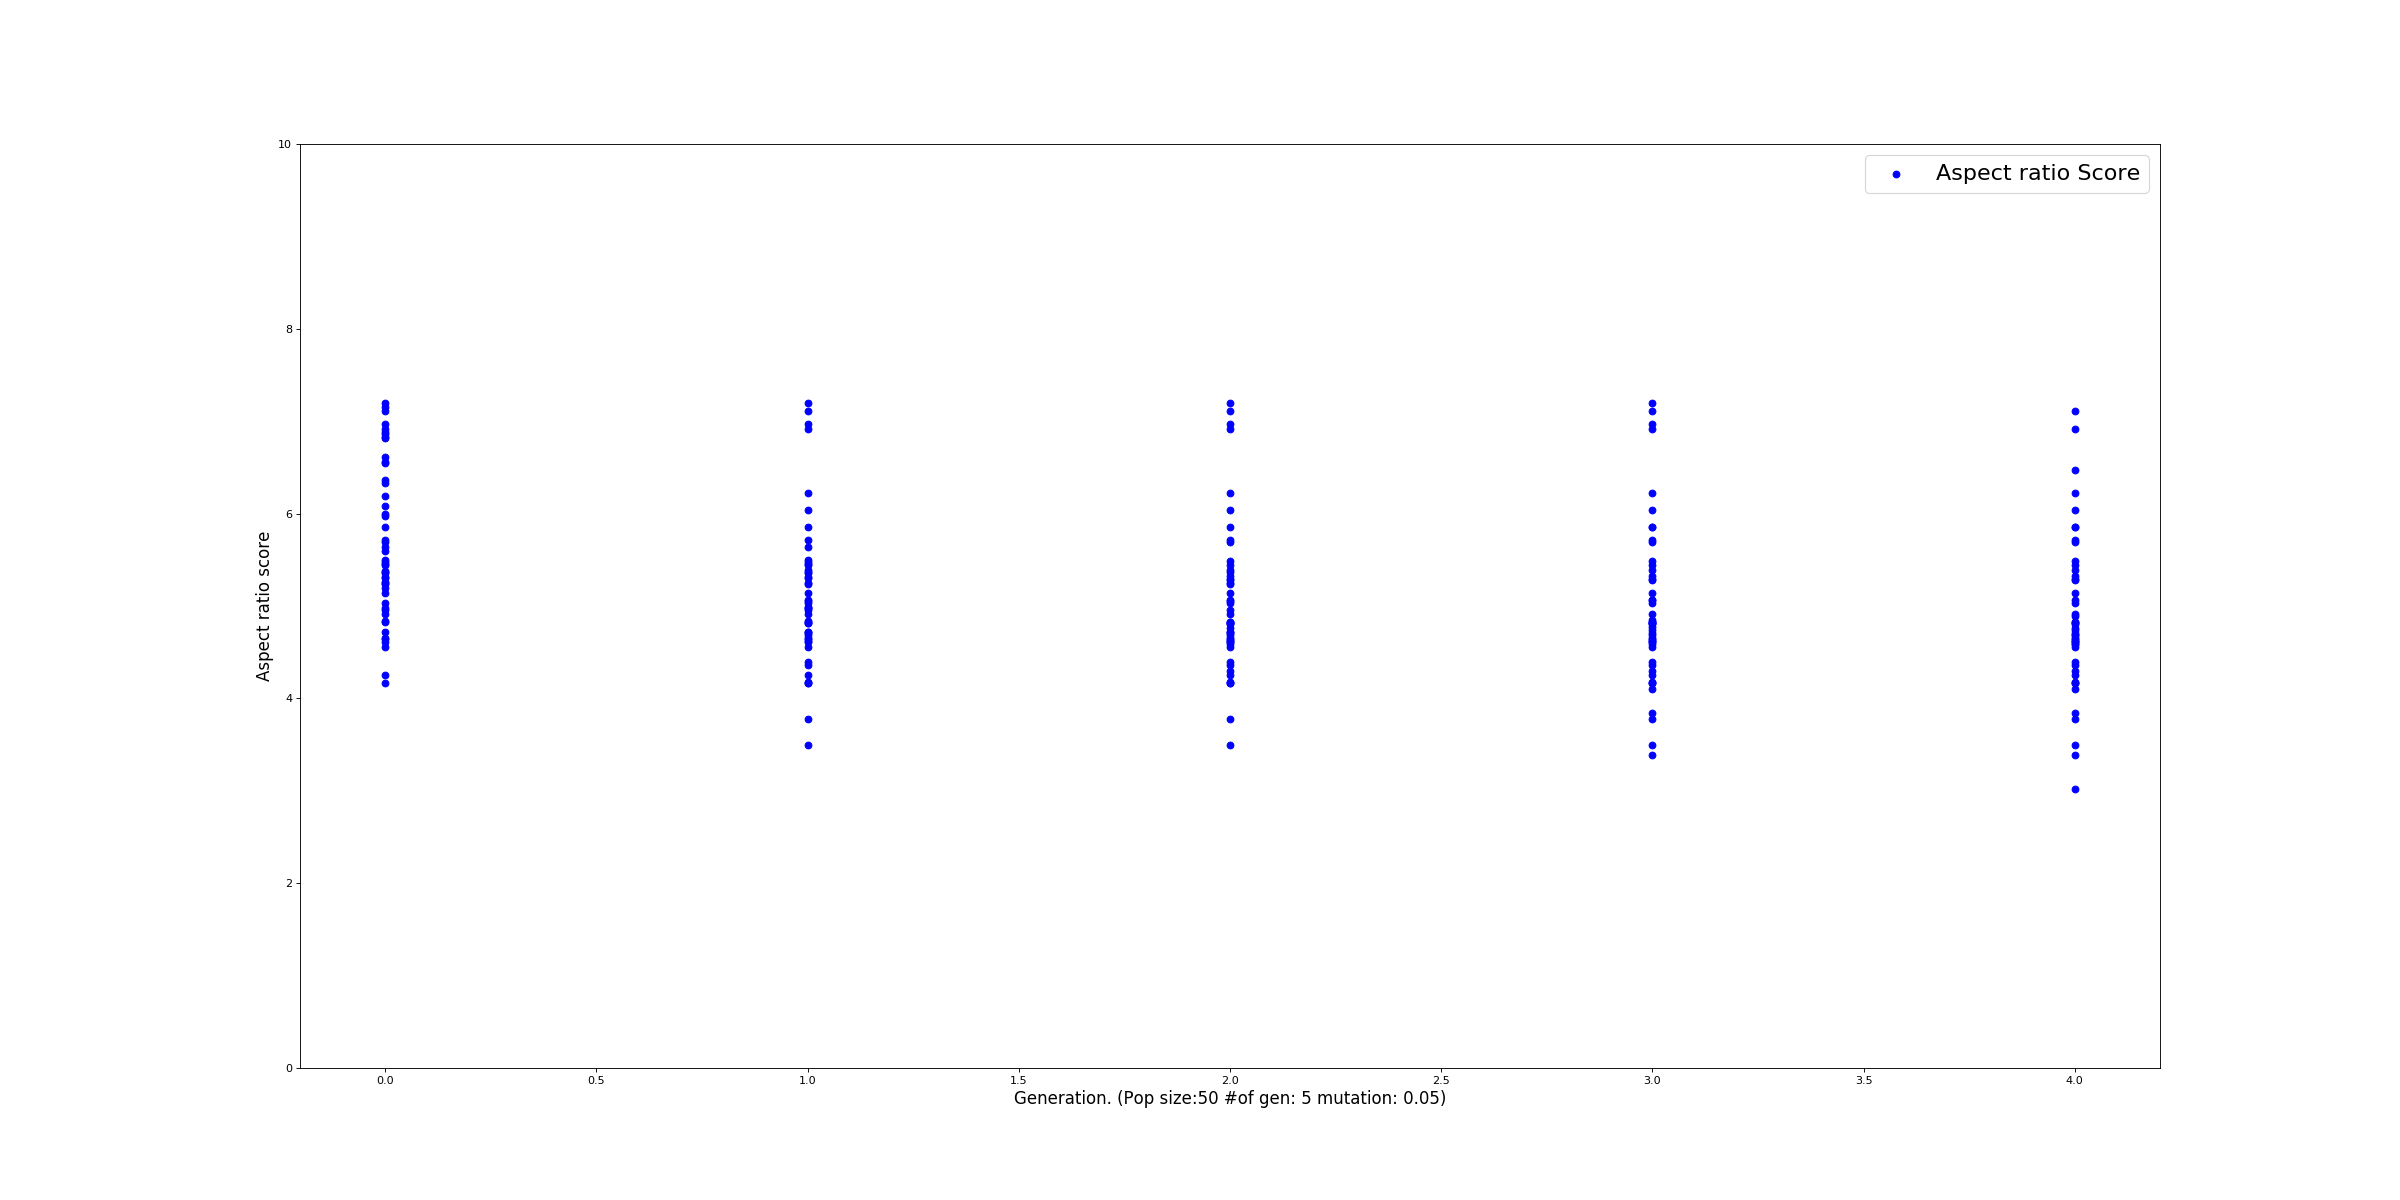 Aspect ratio Score
10
8
6
4
2
0
Aspect ratio score
0.0 0.5 1.0 1.5 2.0 2.5 3.0 3.5 4.0
Generation. (Pop size:50 #of gen: 5 mutation: 0.05)